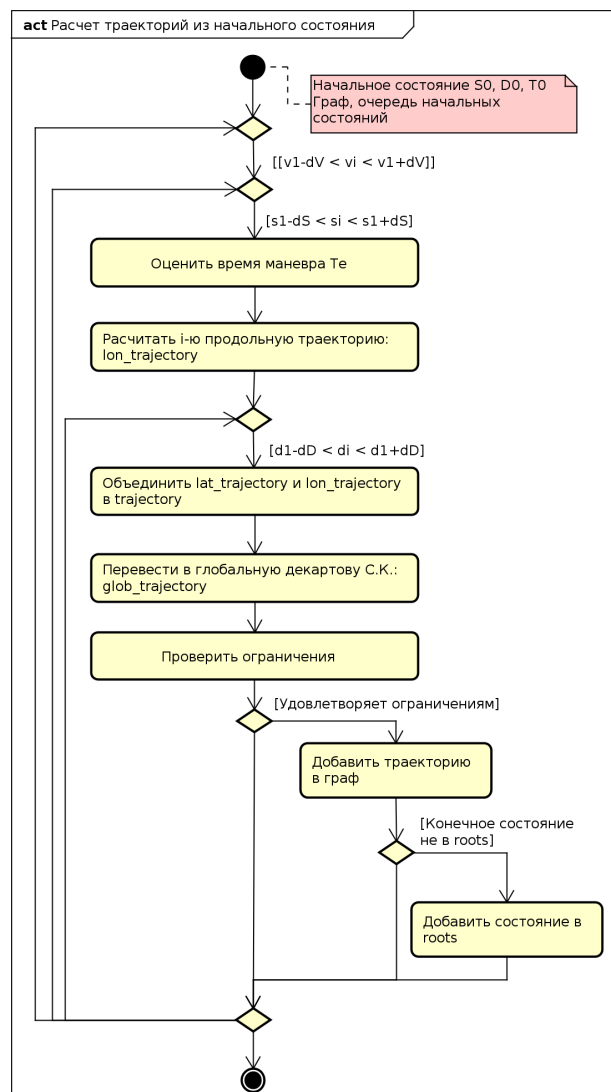 act Расчет траекторий из начального состояния
Начальное состояние S0, D0, T0
Граф, очередь начальных
состояний
[[v1-dV < vi < v1+dV]]
[s1-dS < si < s1+dS]
Оценить время маневра Te
Расчитать i-ю продольную траекторию:
lon_trajectory
[d1-dD < di < d1+dD]
Объединить lat_trajectory и lon_trajectory
в trajectory
Перевести в глобальную декартову С.К.:
glob_trajectory
Проверить ограничения
[Удовлетворяет ограничениям]
Добавить траекторию
в граф
[Конечное состояние
не в roots]
Добавить состояние в
roots